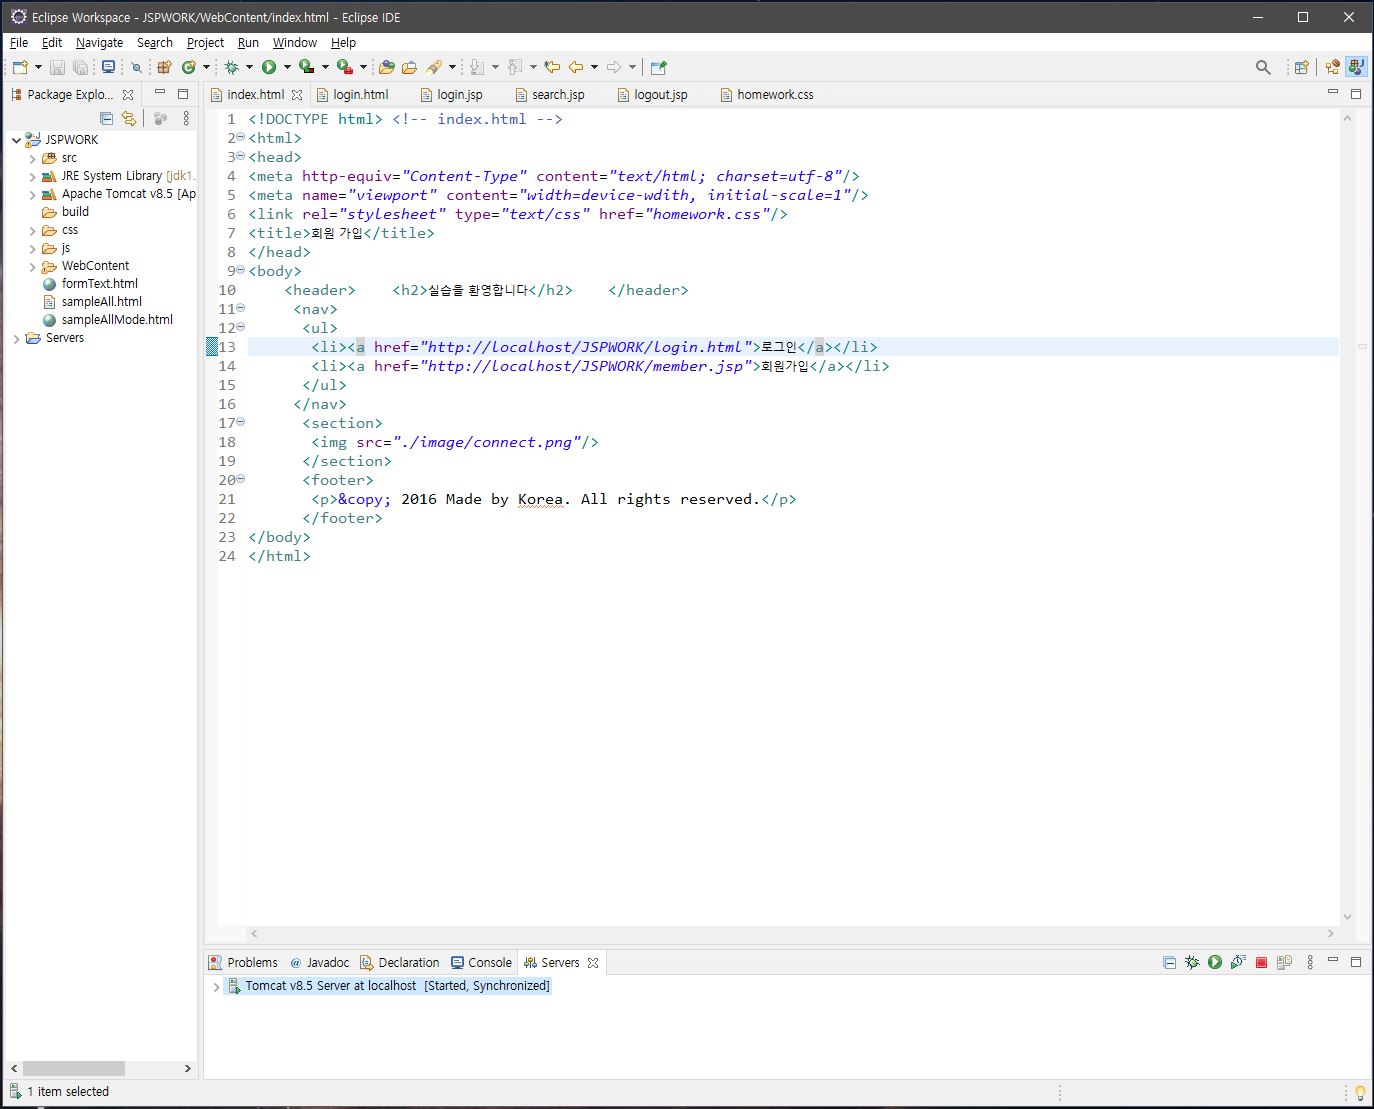 Eclipse Workspace - JSPWORK/WebContent/index.html - Eclipse IDE
File Edit Navigate Search Project Run Window Help
Package Explo...
index.html login.html login.jsp search.jsp logout.jsp homework.css
JSPWORK
src
JRE System Library [jdk1.
Apache Tomcat v8.5 [Ap
build
css
js
WebContent
formText.html
sampleAll.html
sampleAllMode.html
Servers
1 <!DOCTYPE html> <!-- index.html -->
2 <html>
3 <head>
4 <meta http-equiv="Content-Type" content="text/html; charset=utf-8"/>
5 <meta name="viewport" content="width=device-wdith, initial-scale=1"/>
6 <link rel="stylesheet" type="text/css" href="homework.css"/>
7 <title>회원 가입</title>
8 </head>
9 <body>
10 <header> <h2>실습을 환영합니다</h2> </header>
11 <nav>
12 <ul>
13 <li><a href="http://localhost/JSPWORK/login.html">로그인</a></li>
14 <li><a href="http://localhost/JSPWORK/member.jsp">회원가입</a></li>
15 </ul>
16 </nav>
17 <section>
18 <img src="./image/connect.png"/>
19 </section>
20 <footer>
21 <p>&copy; 2016 Made by Korea. All rights reserved.</p>
22 </footer>
23 </body>
24 </html>
Problems @ Javadoc Declaration Console Servers
Tomcat v8.5 Server at localhost [Started, Synchronized]
1 item selected